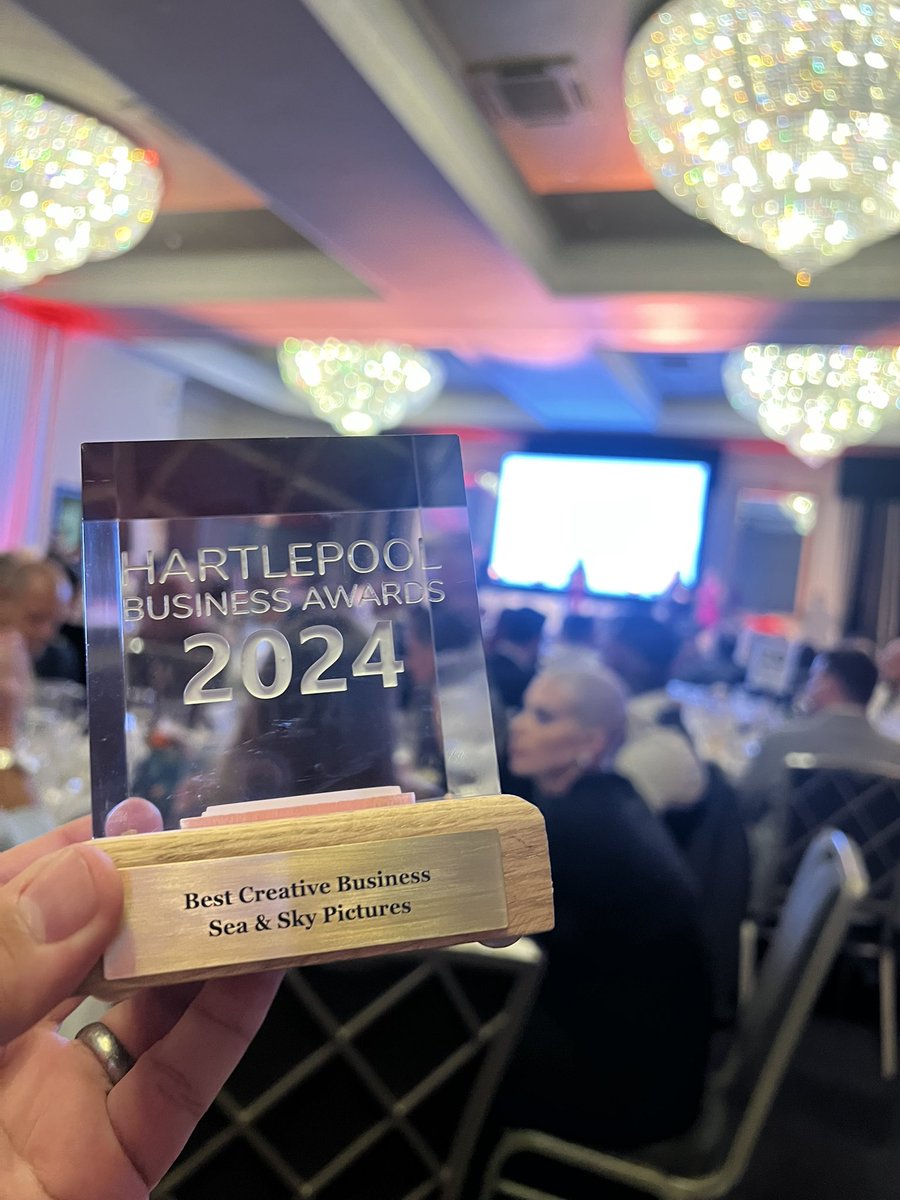 HARTLEPOOL
BUSINESS AWARDS
2024
Best Creative Business
Sea & Sky Pictures